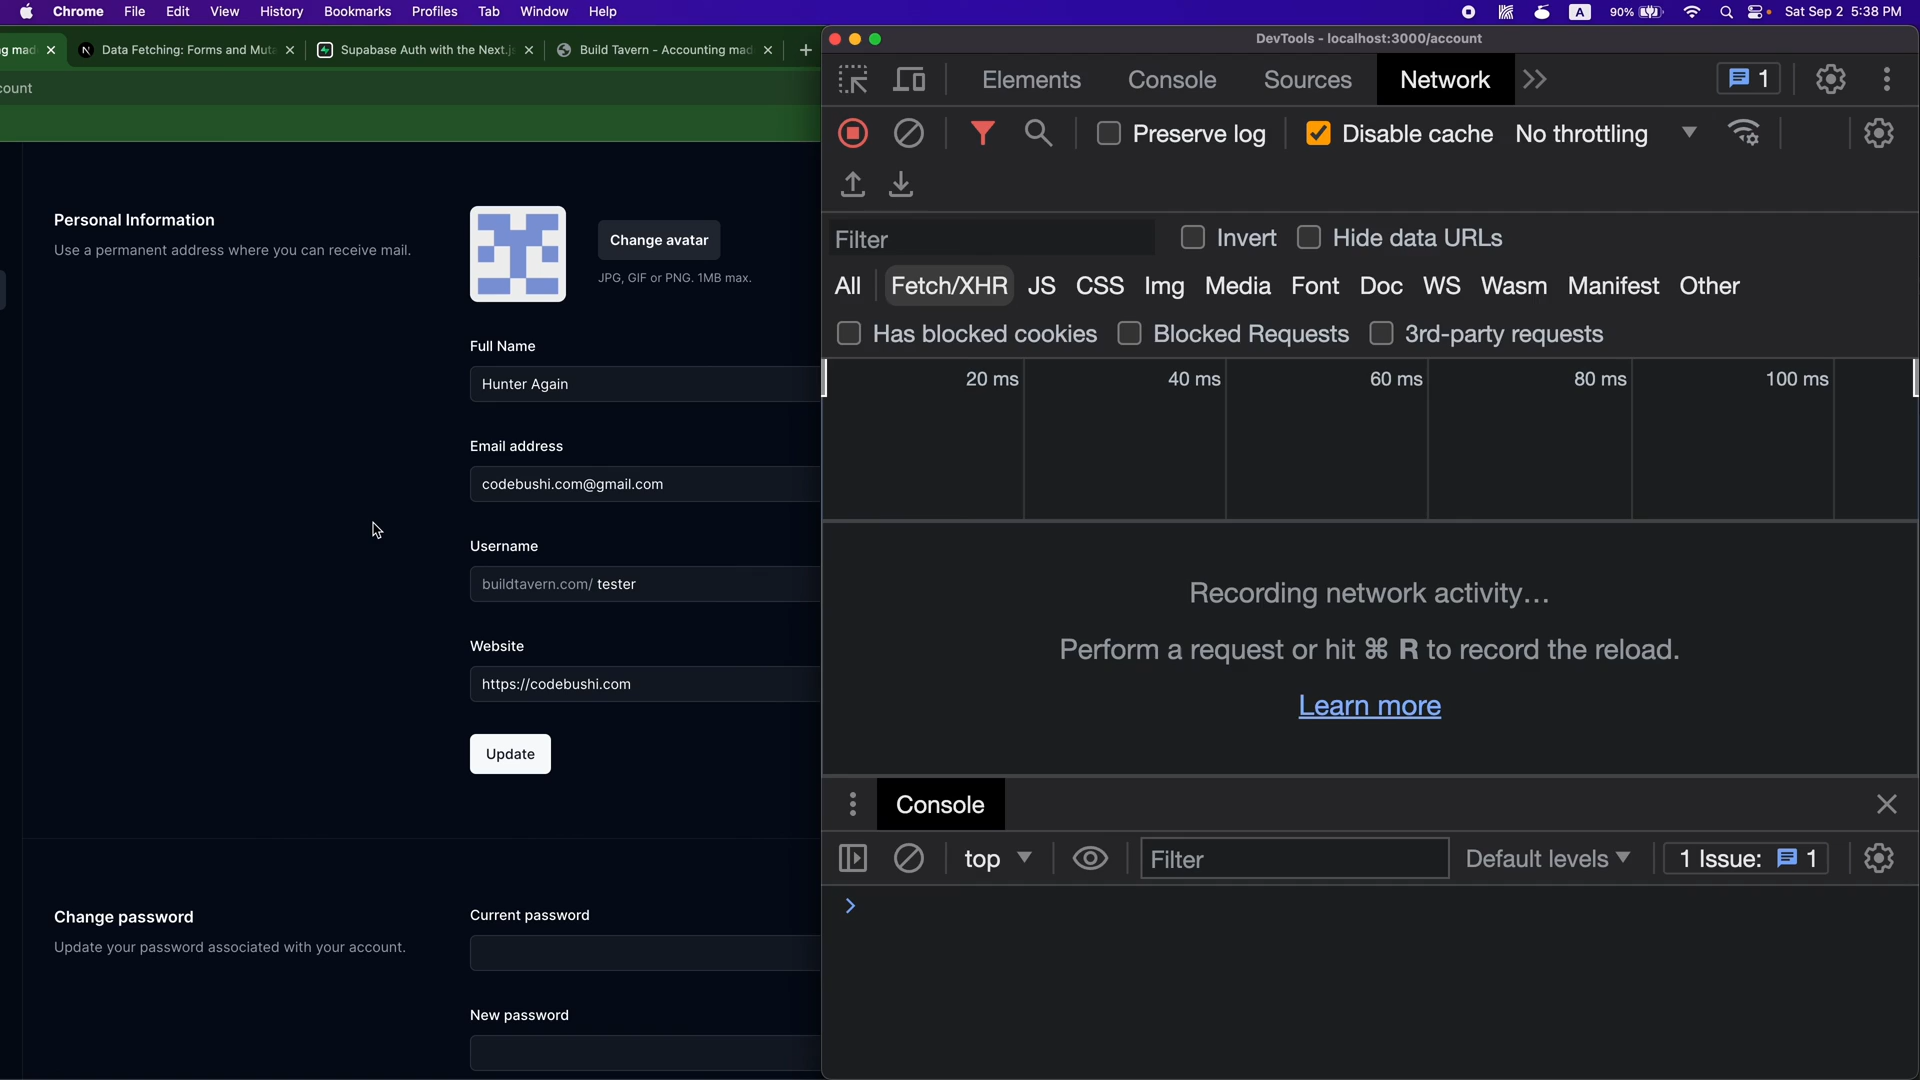 Chrome File Edit View History Bookmarks Profiles Tab Window Help
A 90% Sat Sep 2 5:38 PM
ng mad Data Fetching: Forms and Muta Supabase Auth with the Next.j Build Tavern - Accounting mad
count
DevTools - localhost:3000/account
Elements Console Sources Network 1
Preserve log Disable cache No throttling
Filter Invert Hide data URLs
All Fetch/XHR JS CSS Img Media Font Doc WS Wasm Manifest Other
Has blocked cookies Blocked Requests 3rd-party requests
20 ms 40 ms 60 ms 80 ms 100 ms
Recording network activity…
Perform a request or hit ⌘ R to record the reload.
Learn more
Console
top Filter Default levels 1 Issue: 1
Personal Information
Use a permanent address where you can receive mail.
Change avatar
JPG, GIF or PNG. 1MB max.
Full Name
Hunter Again
Email address
codebushi.com@gmail.com
Username
buildtavern.com/ tester
Website
https://codebushi.com
Update
Change password
Update your password associated with your account.
Current password
New password